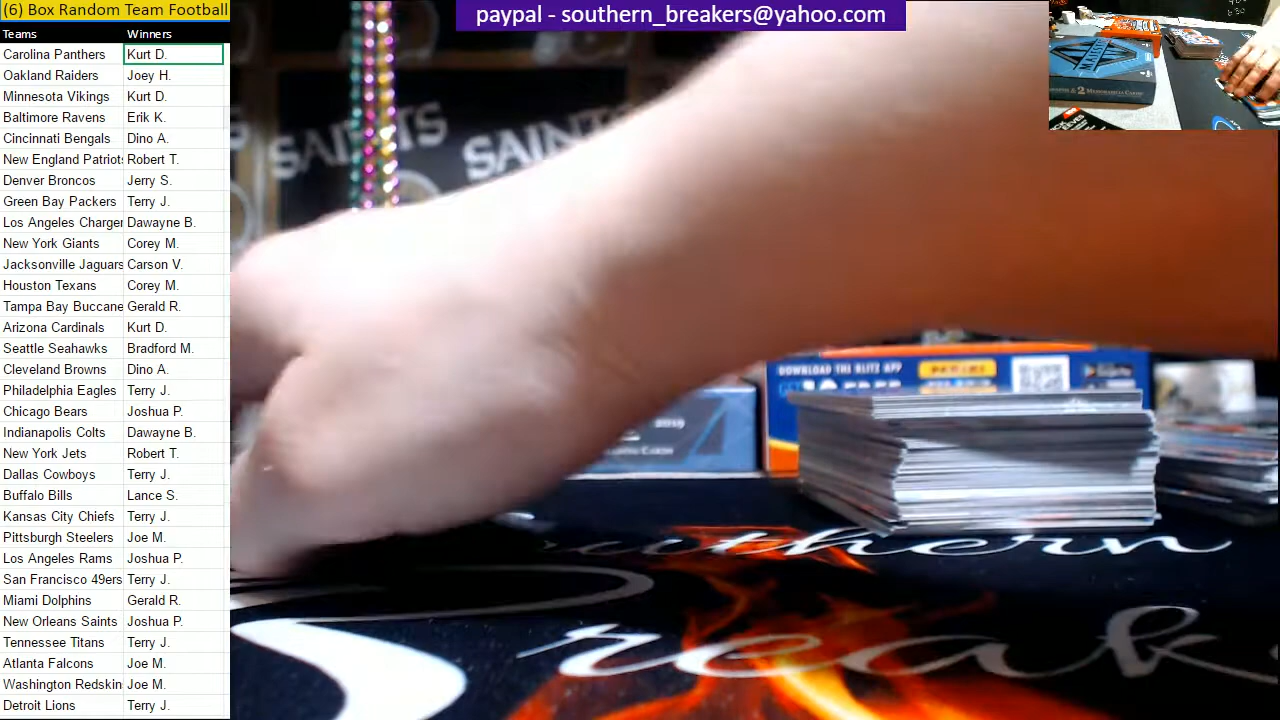 (6) Box Random Team Football
paypal - southern_breakers@yahoo.com
Teams Winners
Carolina Panthers Kurt D.
Oakland Raiders Joey H.
Minnesota Vikings Kurt D.
Baltimore Ravens Erik K.
Cincinnati Bengals Dino A.
New England Patriots Robert T.
Denver Broncos Jerry S.
Green Bay Packers Terry J.
Los Angeles Charger Dawayne B.
New York Giants Corey M.
Jacksonville Jaguars Carson V.
Houston Texans Corey M.
Tampa Bay Buccane Gerald R.
Arizona Cardinals Kurt D.
Seattle Seahawks Bradford M.
Cleveland Browns Dino A.
Philadelphia Eagles Terry J.
Chicago Bears Joshua P.
Indianapolis Colts Dawayne B.
New York Jets Robert T.
Dallas Cowboys Terry J.
Buffalo Bills Lance S.
Kansas City Chiefs Terry J.
Pittsburgh Steelers Joe M.
Los Angeles Rams Joshua P.
San Francisco 49ers Terry J.
Miami Dolphins Gerald R.
New Orleans Saints Joshua P.
Tennessee Titans Terry J.
Atlanta Falcons Joe M.
Washington Redskin Joe M.
Detroit Lions Terry J.
SAINTS SAIN
DOWNLOAD THE BLITZ APP
PANINI
2019
outhern
reake